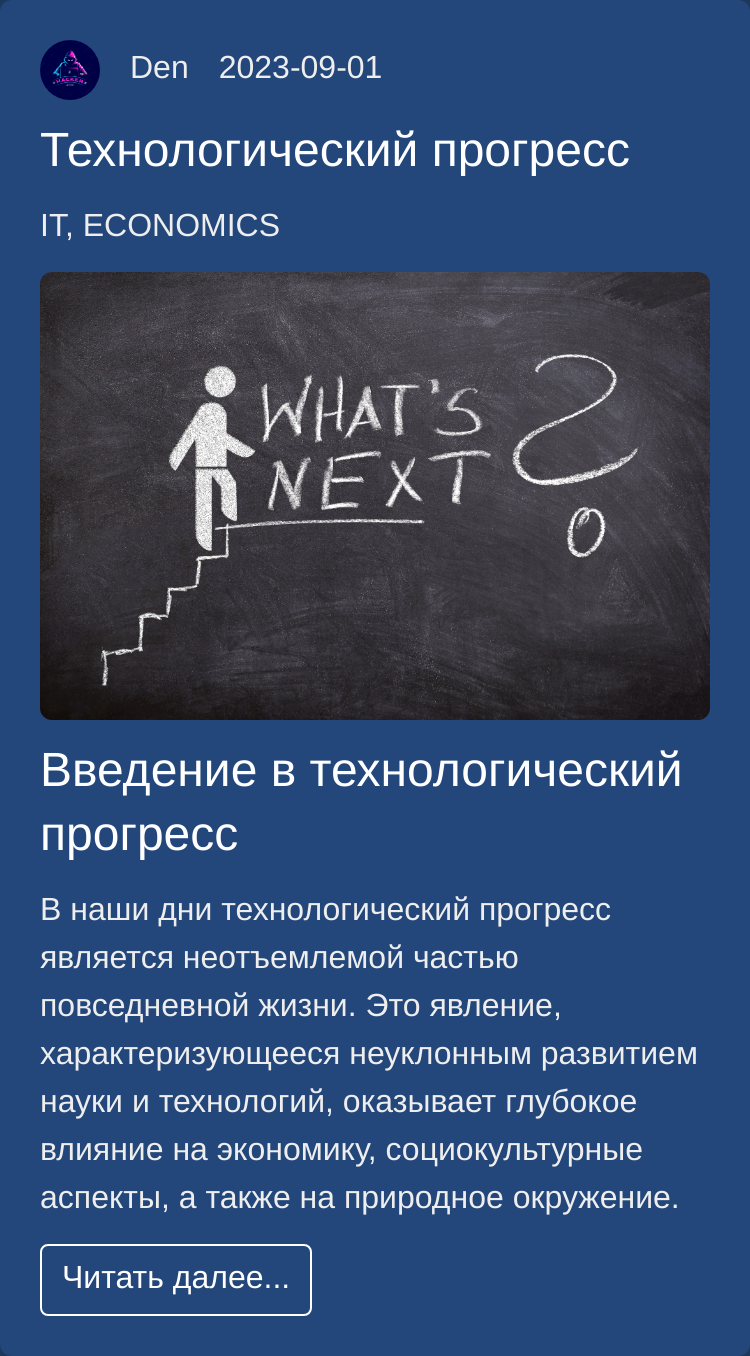 Den 2023-09-01
Технологический прогресс
IT, ECONOMICS
WHAT'S
NEXT ?
Введение в технологический
прогресс
В наши дни технологический прогресс
является неотъемлемой частью
повседневной жизни. Это явление,
характеризующееся неуклонным развитием
науки и технологий, оказывает глубокое
влияние на экономику, социокультурные
аспекты, а также на природное окружение.
Читать далее...